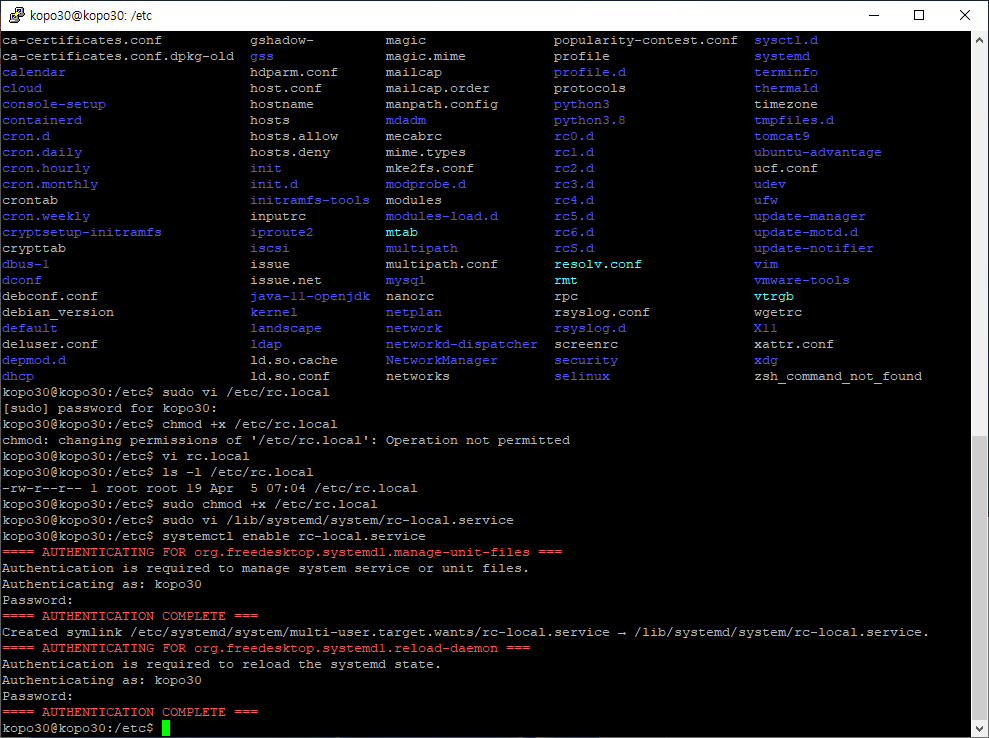 kopo30@kopo30: /etc
ca-certificates.conf gshadow- magic popularity-contest.conf sysctl.d
ca-certificates.conf.dpkg-old gss magic.mime profile systemd
calendar hdparm.conf mailcap profile.d terminfo
cloud host.conf mailcap.order protocols thermald
console-setup hostname manpath.config python3 timezone
containerd hosts mdadm python3.8 tmpfiles.d
cron.d hosts.allow mecabrc rc0.d tomcat9
cron.daily hosts.deny mime.types rc1.d ubuntu-advantage
cron.hourly init mke2fs.conf rc2.d ucf.conf
cron.monthly init.d modprobe.d rc3.d udev
crontab initramfs-tools modules rc4.d ufw
cron.weekly inputrc modules-load.d rc5.d update-manager
cryptsetup-initramfs iproute2 mtab rc6.d update-motd.d
crypttab iscsi multipath rcS.d update-notifier
dbus-1 issue multipath.conf resolv.conf vim
dconf issue.net mysql rmt vmware-tools
debconf.conf java-11-openjdk nanorc rpc vtrgb
debian_version kernel netplan rsyslog.conf wgetrc
default landscape network rsyslog.d X11
deluser.conf ldap networkd-dispatcher screenrc xattr.conf
depmod.d ld.so.cache NetworkManager security xdg
dhcp ld.so.conf networks selinux zsh_command_not_found
kopo30@kopo30:/etc$ sudo vi /etc/rc.local
[sudo] password for kopo30:
kopo30@kopo30:/etc$ chmod +x /etc/rc.local
chmod: changing permissions of '/etc/rc.local': Operation not permitted
kopo30@kopo30:/etc$ vi rc.local
kopo30@kopo30:/etc$ ls -l /etc/rc.local
-rw-r--r-- 1 root root 19 Apr  5 07:04 /etc/rc.local
kopo30@kopo30:/etc$ sudo chmod +x /etc/rc.local
kopo30@kopo30:/etc$ sudo vi /lib/systemd/system/rc-local.service
kopo30@kopo30:/etc$ systemctl enable rc-local.service
==== AUTHENTICATING FOR org.freedesktop.systemd1.manage-unit-files ===
Authentication is required to manage system service or unit files.
Authenticating as: kopo30
Password:
==== AUTHENTICATION COMPLETE ===
Created symlink /etc/systemd/system/multi-user.target.wants/rc-local.service → /lib/systemd/system/rc-local.service.
==== AUTHENTICATING FOR org.freedesktop.systemd1.reload-daemon ===
Authentication is required to reload the systemd state.
Authenticating as: kopo30
Password:
==== AUTHENTICATION COMPLETE ===
kopo30@kopo30:/etc$